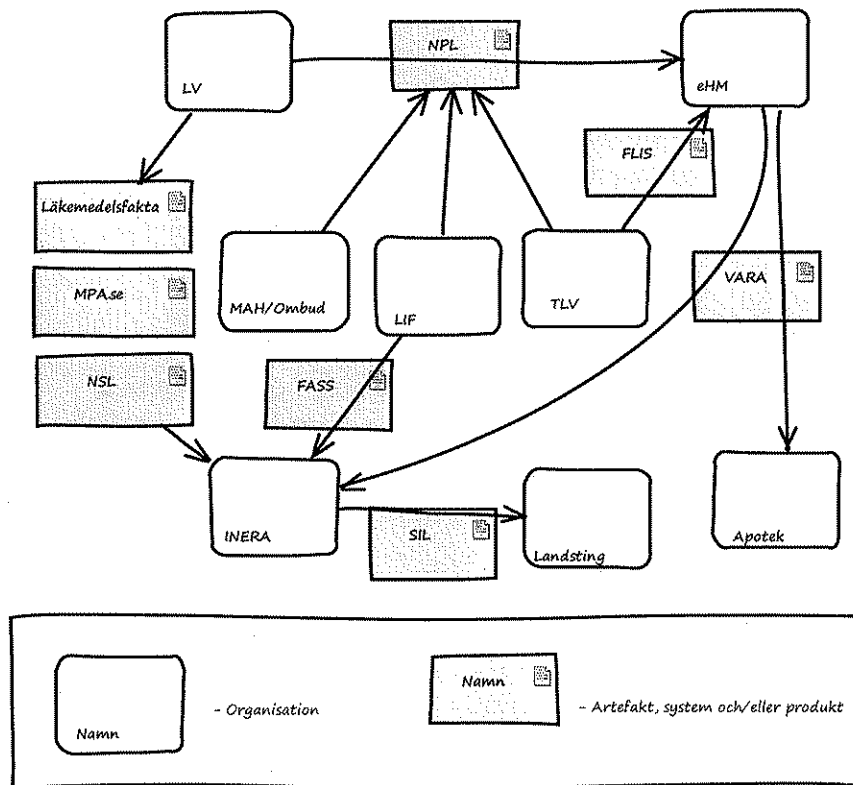 NPL
LV
eHM
FLIS
Läkemedelsfakta
MPA.se
MAH/Ombud
LIF
TLV
VARA
NSL
FASS
INERA
SIL
Landsting
Apotek
Namn
- Organisation
Namn
- Artefakt, system och/eller produkt